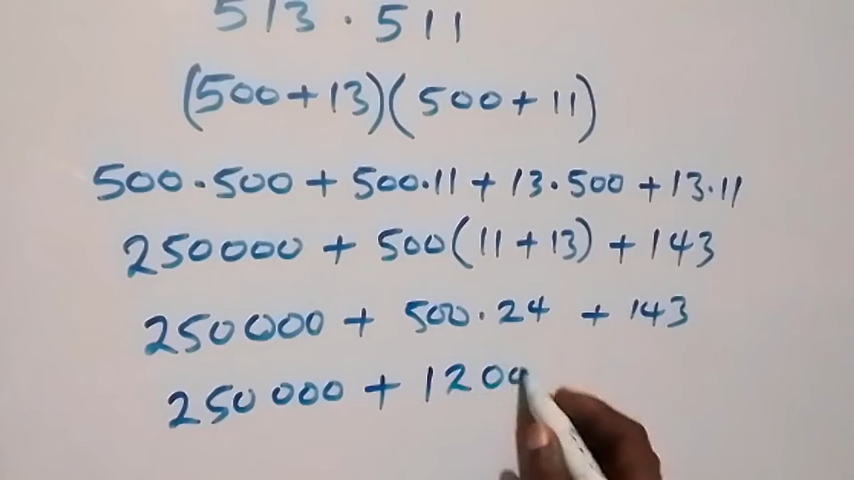 513 · 511
(500 + 13)(500 + 11)
500 · 500 + 500 · 11 + 13 · 500 + 13 · 11
250000 + 500(11 + 13) + 143
250000 + 500 · 24 + 143
250000 + 1200